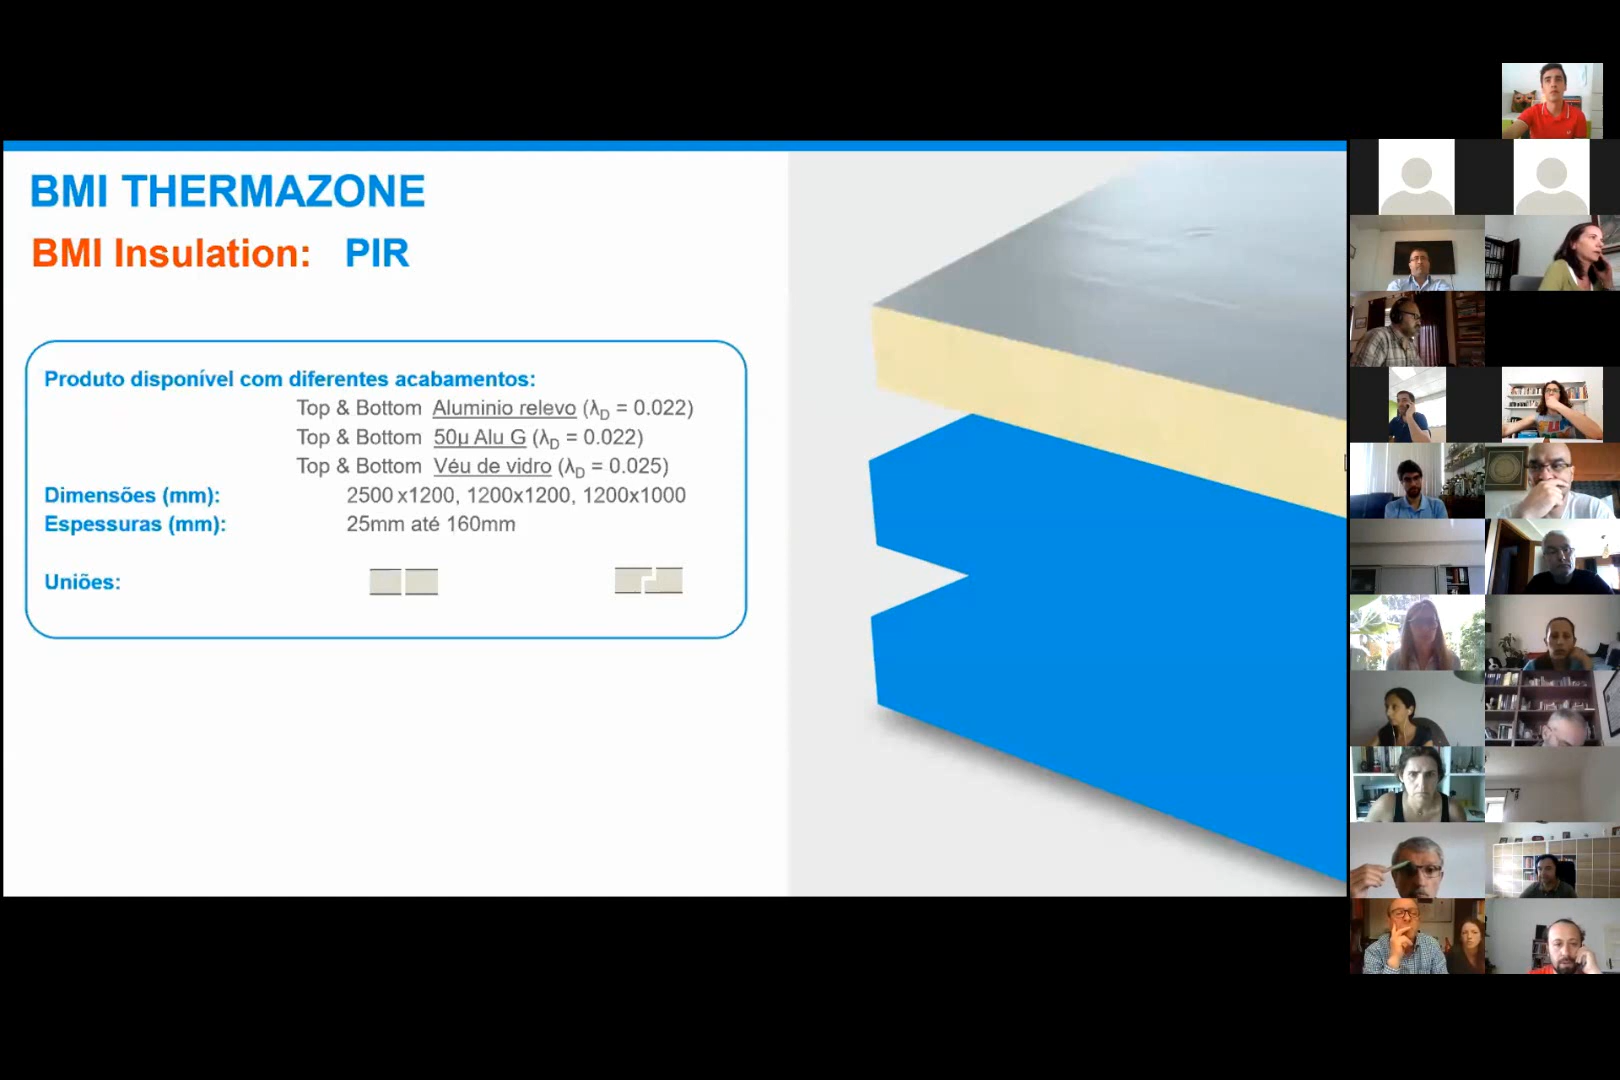 BMI THERMAZONE
BMI Insulation: PIR
Produto disponível com diferentes acabamentos:
Top & Bottom Aluminio relevo (λD = 0.022)
Top & Bottom 50µ Alu G (λD = 0.022)
Top & Bottom Véu de vidro (λD = 0.025)
Dimensões (mm): 2500 x1200, 1200x1200, 1200x1000
Espessuras (mm): 25mm até 160mm
Uniões: